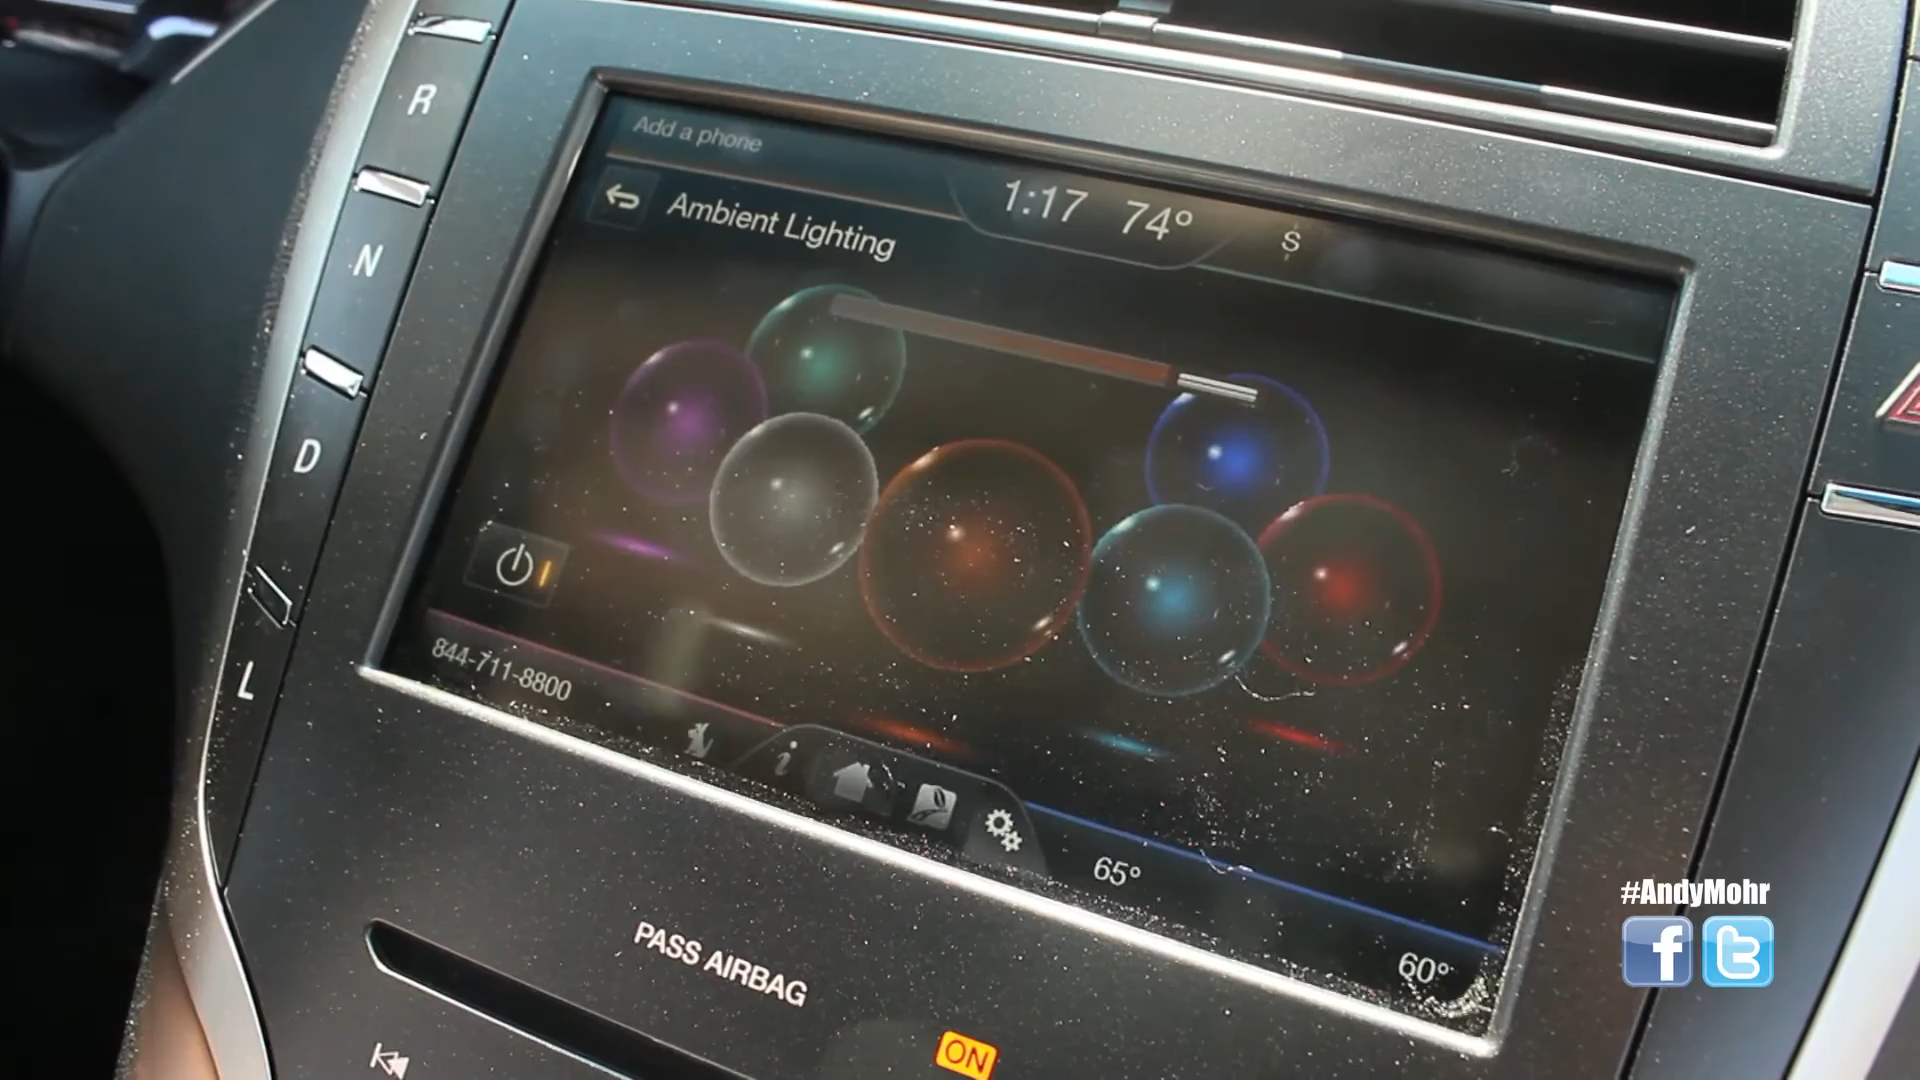 R
N
D
L
Add a phone
1:17 74°
S
Ambient Lighting
844-711-8800
i
65°
60°
PASS AIRBAG
ON
#AndyMohr
f
t